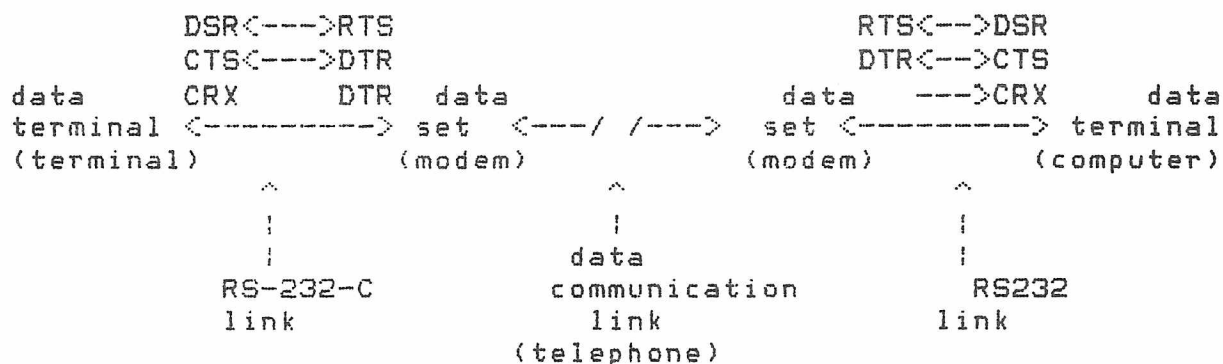 DSR<--->RTS RTS<-->DSR
CTS<--->DTR DTR<-->CTS
data CRX DTR data data --->CRX data
terminal <----------> set <---/ /---> set <----------> terminal
(terminal) (modem) (modem) (computer)
^ ^ ^
¦ ¦ ¦
¦ data ¦
RS-232-C communication RS232
link link link
(telephone)